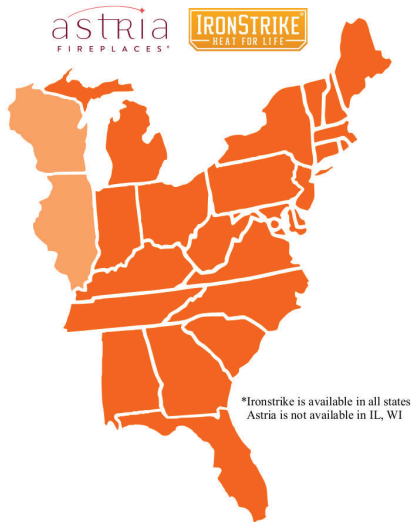 astria
FIREPLACES®
IRONSTRIKE®
HEAT FOR LIFE
*Ironstrike is available in all states
Astria is not available in IL, WI